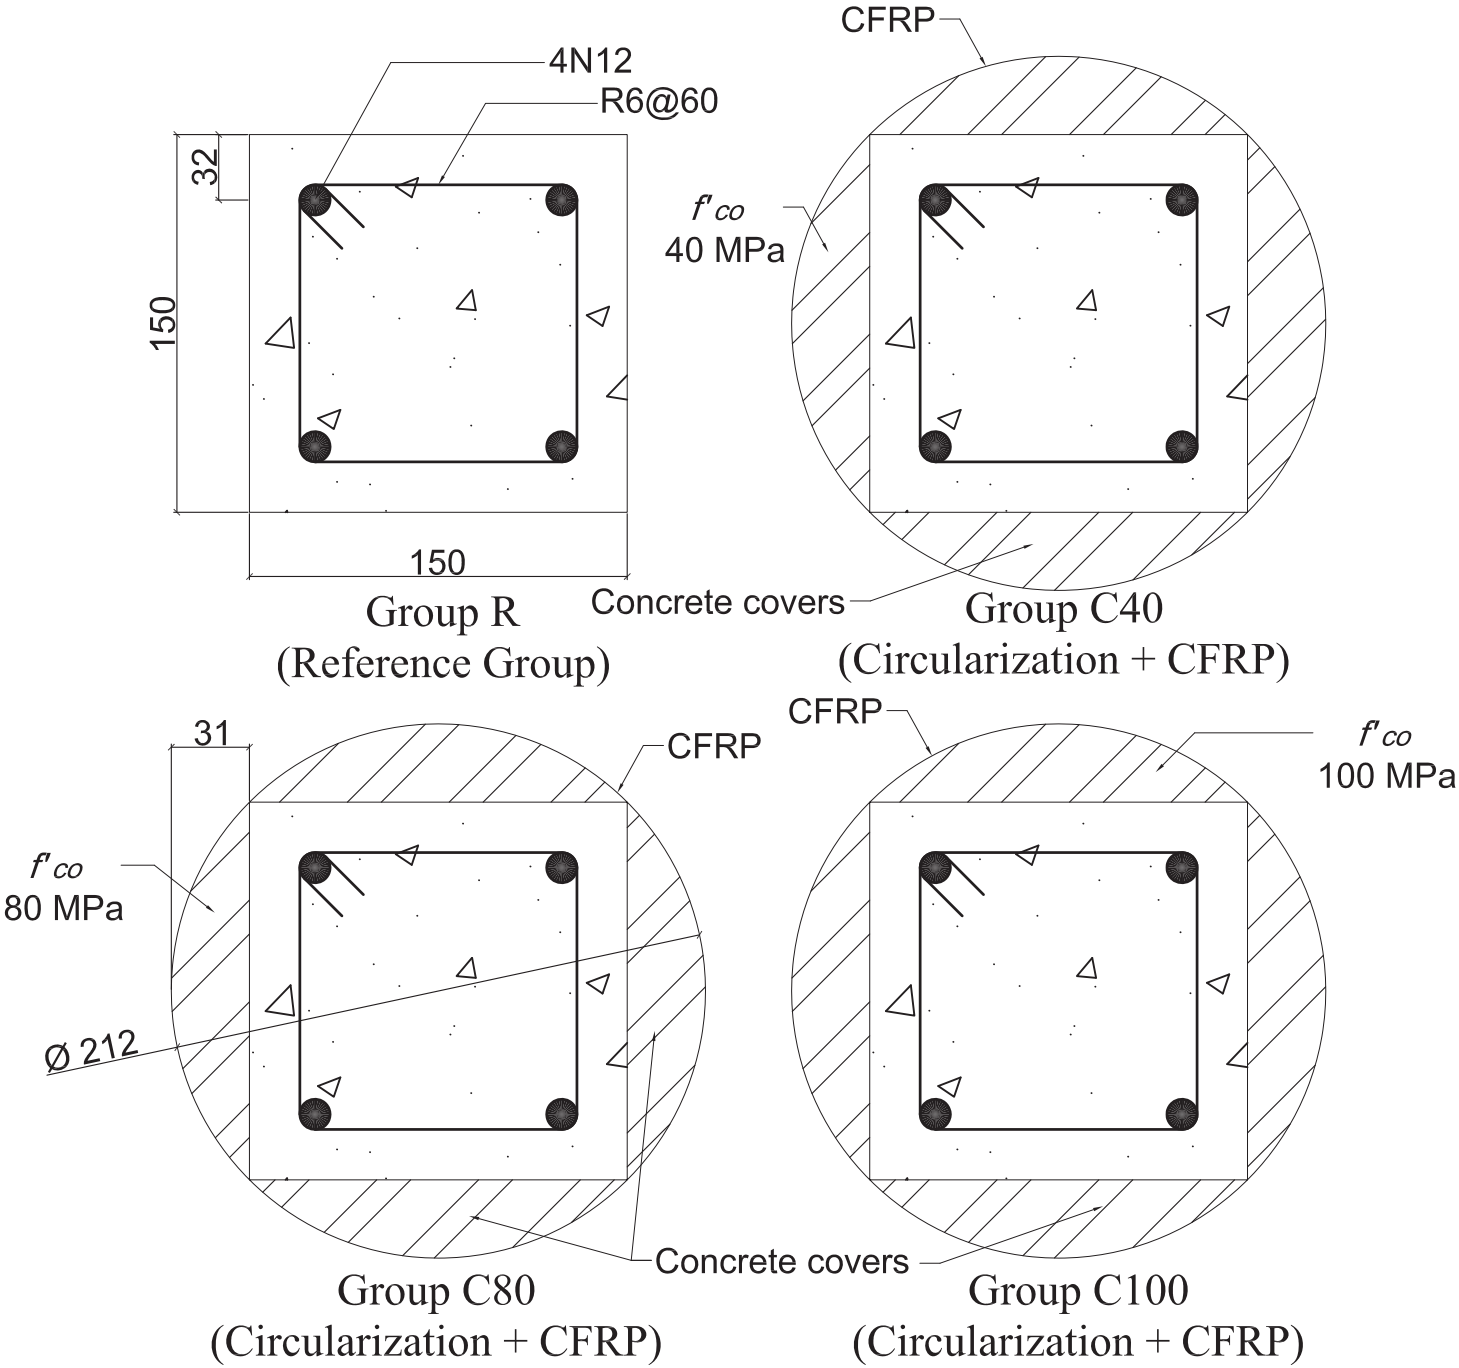 CFRP
4N12
R6@60
32
150
150
f'co
40 MPa
Concrete covers
Group R
(Reference Group)
Group C40
(Circularization + CFRP)
31
CFRP
CFRP
f'co
100 MPa
f'co
80 MPa
Ø 212
Concrete covers
Group C80
(Circularization + CFRP)
Group C100
(Circularization + CFRP)